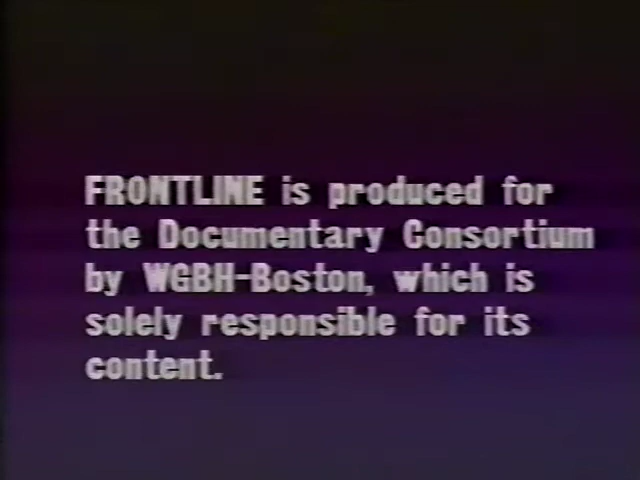 FRONTLINE is produced for
the Documentary Consortium
by WGBH-Boston, which is
solely responsible for its
content.